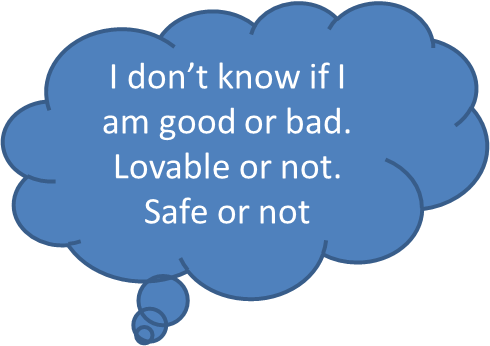 I don’t know if I
am good or bad.
Lovable or not.
Safe or not